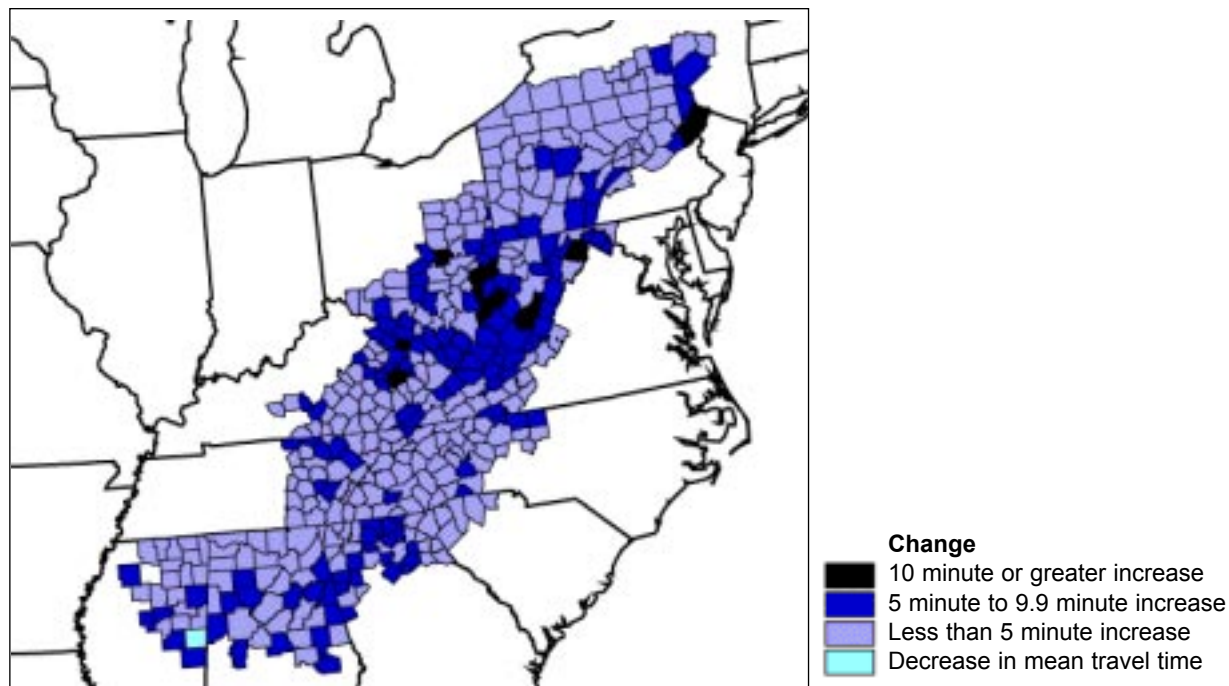 Change
10 minute or greater increase
5 minute to 9.9 minute increase
Less than 5 minute increase
Decrease in mean travel time